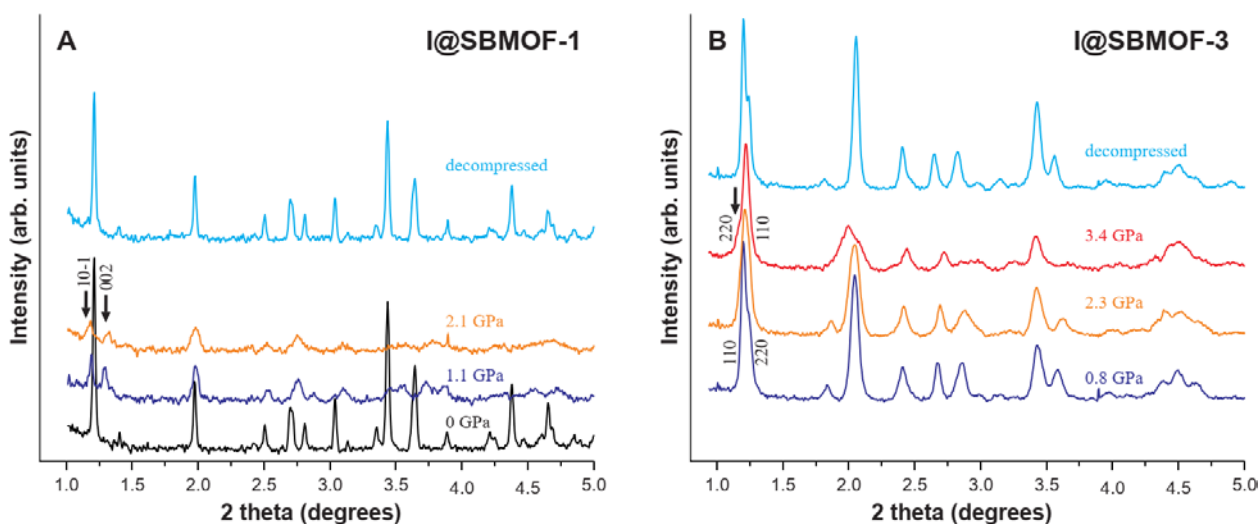 A
I@SBMOF-1
decompressed
10-1
002
2.1 GPa
1.1 GPa
0 GPa
Intensity (arb. units)
1.0 1.5 2.0 2.5 3.0 3.5 4.0 4.5 5.0
2 theta (degrees)
B
I@SBMOF-3
decompressed
220
110
3.4 GPa
2.3 GPa
110
220
0.8 GPa
Intensity (arb. units)
1.0 1.5 2.0 2.5 3.0 3.5 4.0 4.5 5.0
2 theta (degrees)